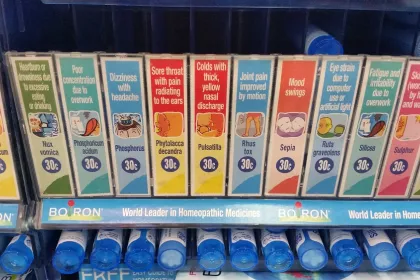 Heartburn or
drowsiness due
to excessive
eating
or drinking
Nux
vomica
30c
Poor
concentration
due to
overwork
Phosphoricum
acidum
30c
Dizziness
with
headache
Phosphorus
30c
Sore throat
with pain
radiating
to the ears
Phytolacca
decandra
30c
Colds with
thick,
yellow
nasal
discharge
Pulsatilla
30c
Joint pain
improved
by motion
Rhus
tox
30c
Mood
swings
Sepia
30c
Eye strain
due to
computer
use or
artificial
light
Ruta
graveolens
30c
Fatigue and
irritability
due to
overwork
Silicea
30c
Sulphur
30c
BOIRON
World Leader in Homeopathic Medicines
BOIRON
World Leader in Homeo
FREE